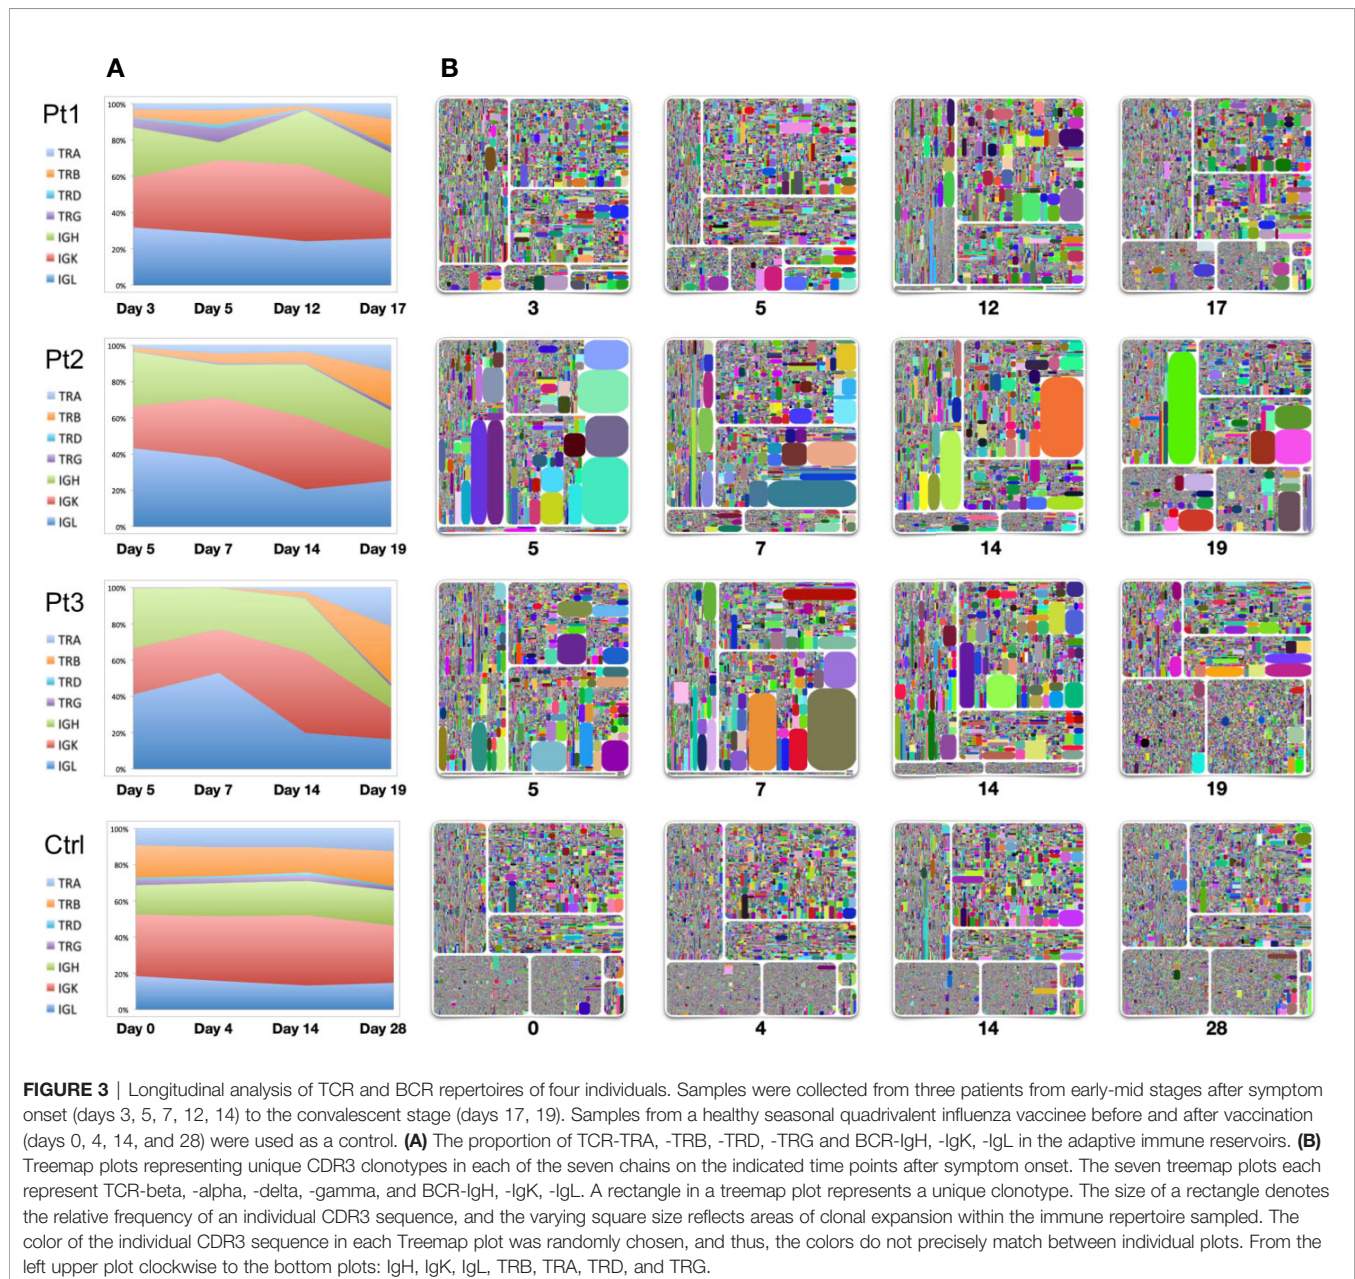 A
B
Pt1
TRA
TRB
TRD
TRG
IGH
IGK
IGL
100%
80%
60%
40%
20%
0%
Day 3 Day 5 Day 12 Day 17
3 5 12 17
Pt2
TRA
TRB
TRD
TRG
IGH
IGK
IGL
100%
80%
60%
40%
20%
0%
Day 5 Day 7 Day 14 Day 19
5 7 14 19
Pt3
TRA
TRB
TRD
TRG
IGH
IGK
IGL
100%
80%
60%
40%
20%
0%
Day 5 Day 7 Day 14 Day 19
5 7 14 19
Ctrl
TRA
TRB
TRD
TRG
IGH
IGK
IGL
100%
80%
60%
40%
20%
0%
Day 0 Day 4 Day 14 Day 28
0 4 14 28
FIGURE 3 | Longitudinal analysis of TCR and BCR repertoires of four individuals. Samples were collected from three patients from early-mid stages after symptom
onset (days 3, 5, 7, 12, 14) to the convalescent stage (days 17, 19). Samples from a healthy seasonal quadrivalent influenza vaccinee before and after vaccination
(days 0, 4, 14, and 28) were used as a control. (A) The proportion of TCR-TRA, -TRB, -TRD, -TRG and BCR-IgH, -IgK, -IgL in the adaptive immune reservoirs. (B)
Treemap plots representing unique CDR3 clonotypes in each of the seven chains on the indicated time points after symptom onset. The seven treemap plots each
represent TCR-beta, -alpha, -delta, -gamma, and BCR-IgH, -IgK, -IgL. A rectangle in a treemap plot represents a unique clonotype. The size of a rectangle denotes
the relative frequency of an individual CDR3 sequence, and the varying square size reflects areas of clonal expansion within the immune repertoire sampled. The
color of the individual CDR3 sequence in each Treemap plot was randomly chosen, and thus, the colors do not precisely match between individual plots. From the
left upper plot clockwise to the bottom plots: IgH, IgK, IgL, TRB, TRA, TRD, and TRG.